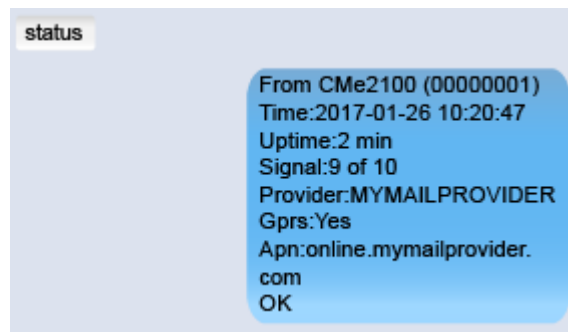 status
From CMe2100 (00000001)
Time:2017-01-26 10:20:47
Uptime:2 min
Signal:9 of 10
Provider:MYMAILPROVIDER
Gprs:Yes
Apn:online.mymailprovider.
com
OK